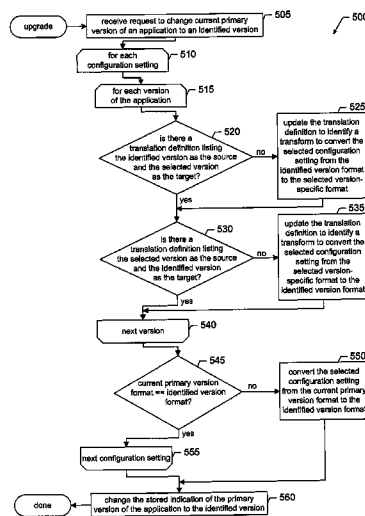 upgrade
receive request to change current primary
version of an application to an identified version
505
500
for each
configuration setting
510
for each version
of the application
515
520
is there a
translation definition listing
the identified version as the source
and the selected version
as the target?
no
525
update the translation
definition to identify a
transform to convert the
selected configuration
setting from the
identified version format
to the selected version-
specific format
yes
530
Is there a
translation definition listing
the selected version as the source
and the identified version
as the target?
no
535
update the translation
definition to identify a
transform to convert the
selected configuration
setting from the
selected version-
specific format to the
identified version format
yes
next version
540
545
current primary version
format == identified version
format?
no
550
convert the selected
configuration setting
from the current primary
version format to the
identified version format
yes
next configuration setting
555
done
change the stored indication of the primary
version of the application to the identified version
560